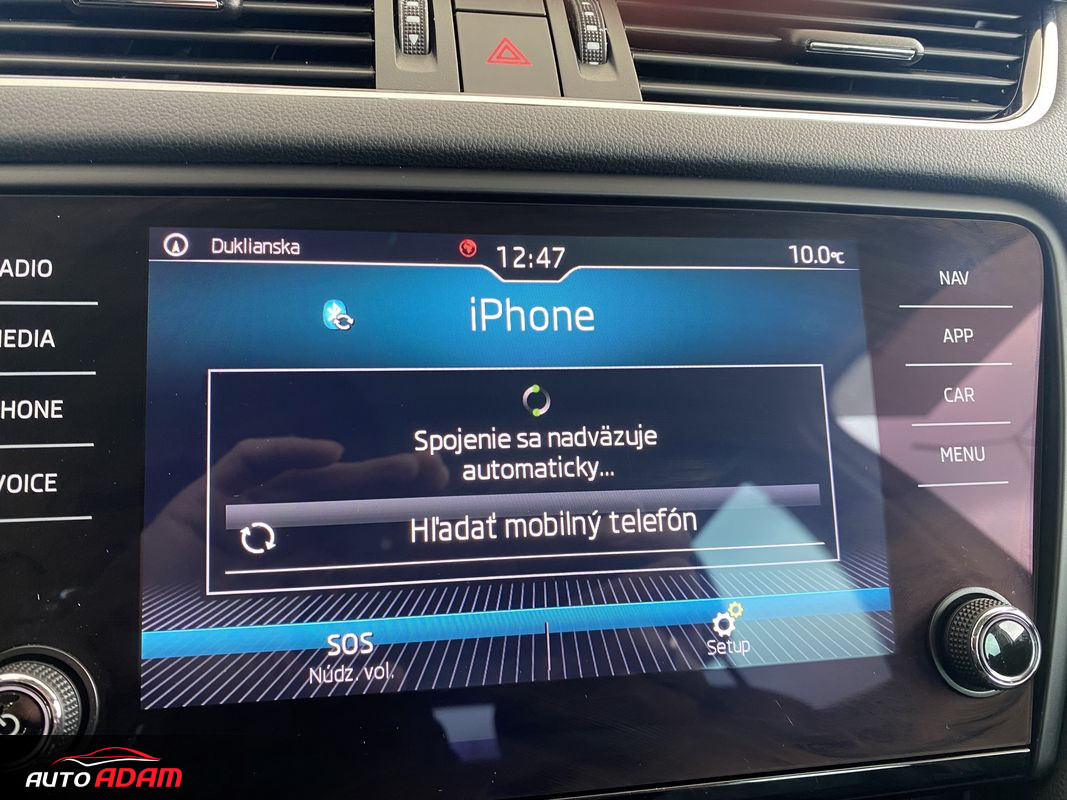 Duklianska
12:47
10.0°C
iPhone
ADIO
MEDIA
HONE
VOICE
NAV
APP
CAR
MENU
Spojenie sa nadväzuje
automaticky...
Hľadať mobilný telefón
SOS
Núdz. vol.
Setup
AUTO ADAM